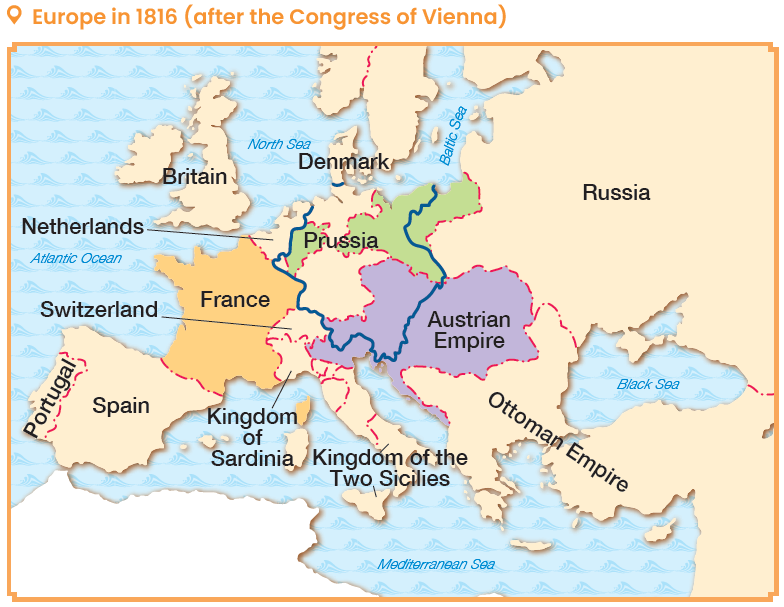 Europe in 1816 (after the Congress of Vienna)
North Sea
Baltic Sea
Denmark
Britain
Russia
Netherlands
Prussia
Atlantic Ocean
France
Switzerland
Austrian
Empire
Black Sea
Portugal
Spain
Ottoman Empire
Kingdom
of
Sardinia
Kingdom of the
Two Sicilies
Mediterranean Sea